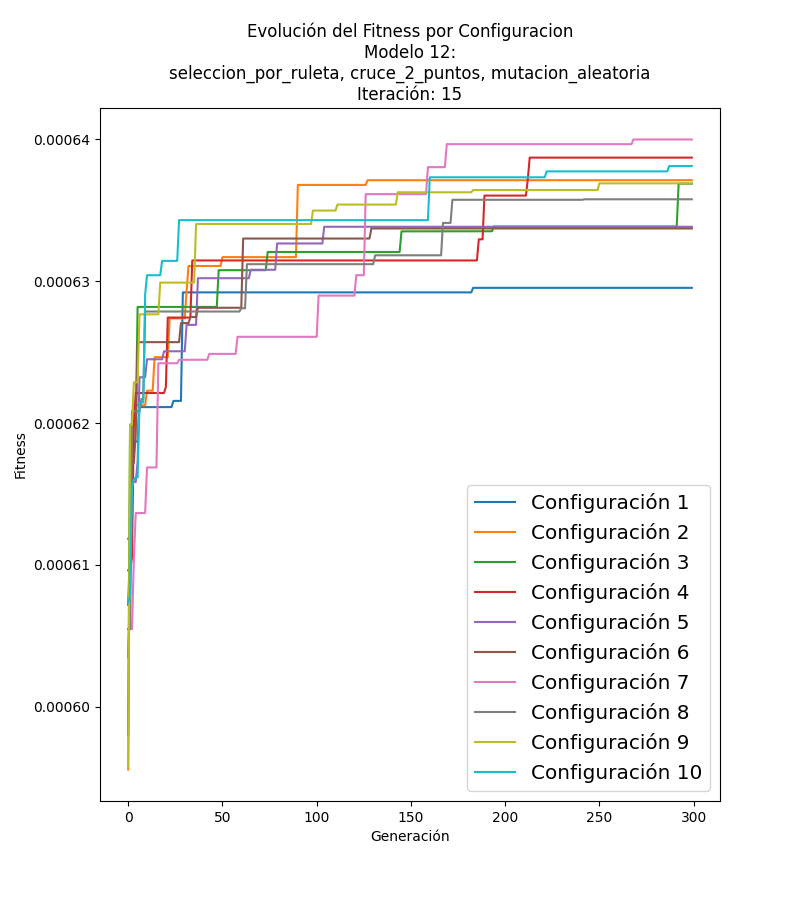 Evolución del Fitness por Configuracion
Modelo 12:
seleccion_por_ruleta, cruce_2_puntos, mutacion_aleatoria
Iteración: 15
0.00064
0.00063
0.00062
0.00061
0.00060
Fitness
Configuración 1
Configuración 2
Configuración 3
Configuración 4
Configuración 5
Configuración 6
Configuración 7
Configuración 8
Configuración 9
Configuración 10
0 50 100 150 200 250 300
Generación